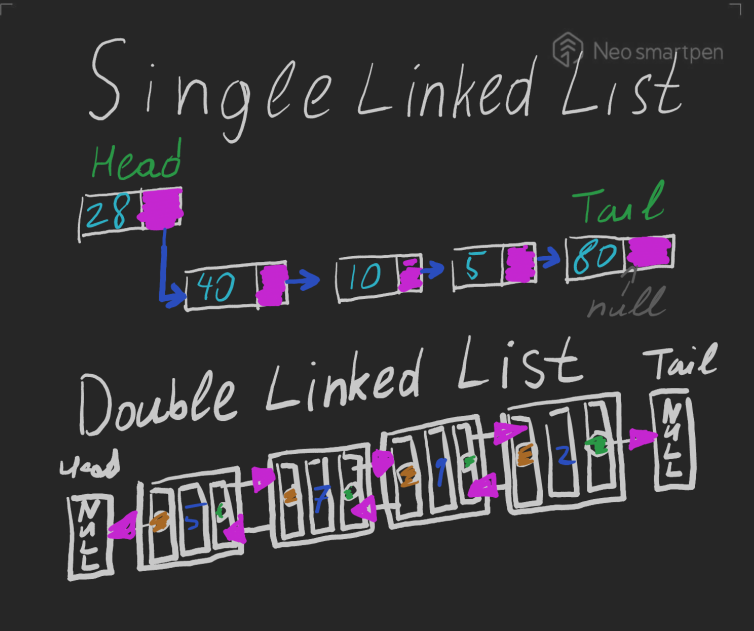 Neo smartpen
Single Linked List
Head
28
Tail
40 10 5 80
null
Double Linked List
Tail
Head
NULL 5 7 1 2 NULL